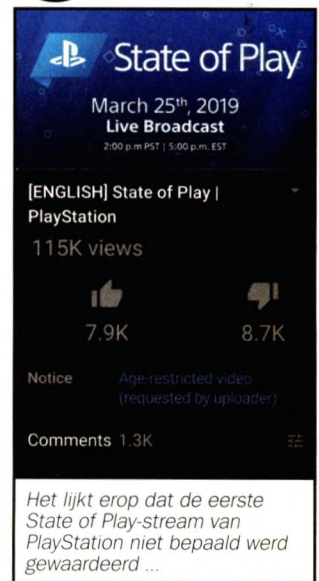 State of Play
March 25th, 2019
Live Broadcast
2:00 p.m PST | 5:00 p.m. EST
[ENGLISH] State of Play |
PlayStation
115K views
7.9K 8.7K
Notice Age-restricted video
(requested by uploader)
Comments 1.3K
Het lijkt erop dat de eerste
State of Play-stream van
PlayStation niet bepaald werd
gewaardeerd ...